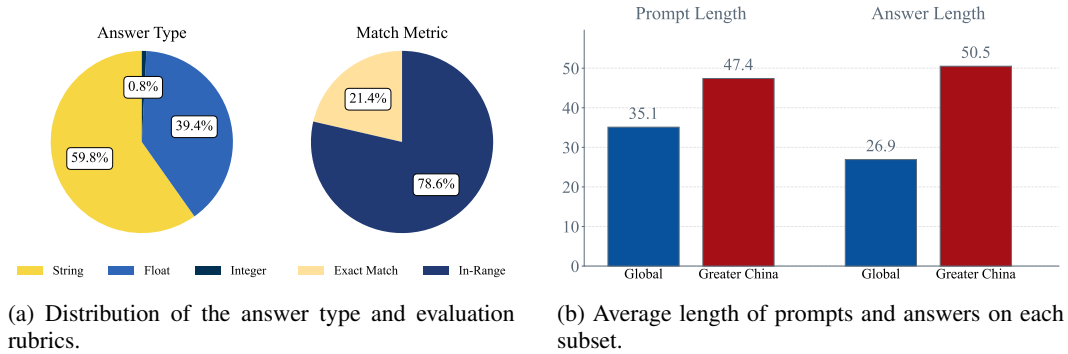 Answer Type
0.8%
39.4%
59.8%
Match Metric
21.4%
78.6%
String Float Integer Exact Match In-Range
(a) Distribution of the answer type and evaluation
rubrics.
Prompt Length Answer Length
50
40
30
20
10
0
35.1
47.4
26.9
50.5
Global Greater China Global Greater China
(b) Average length of prompts and answers on each
subset.